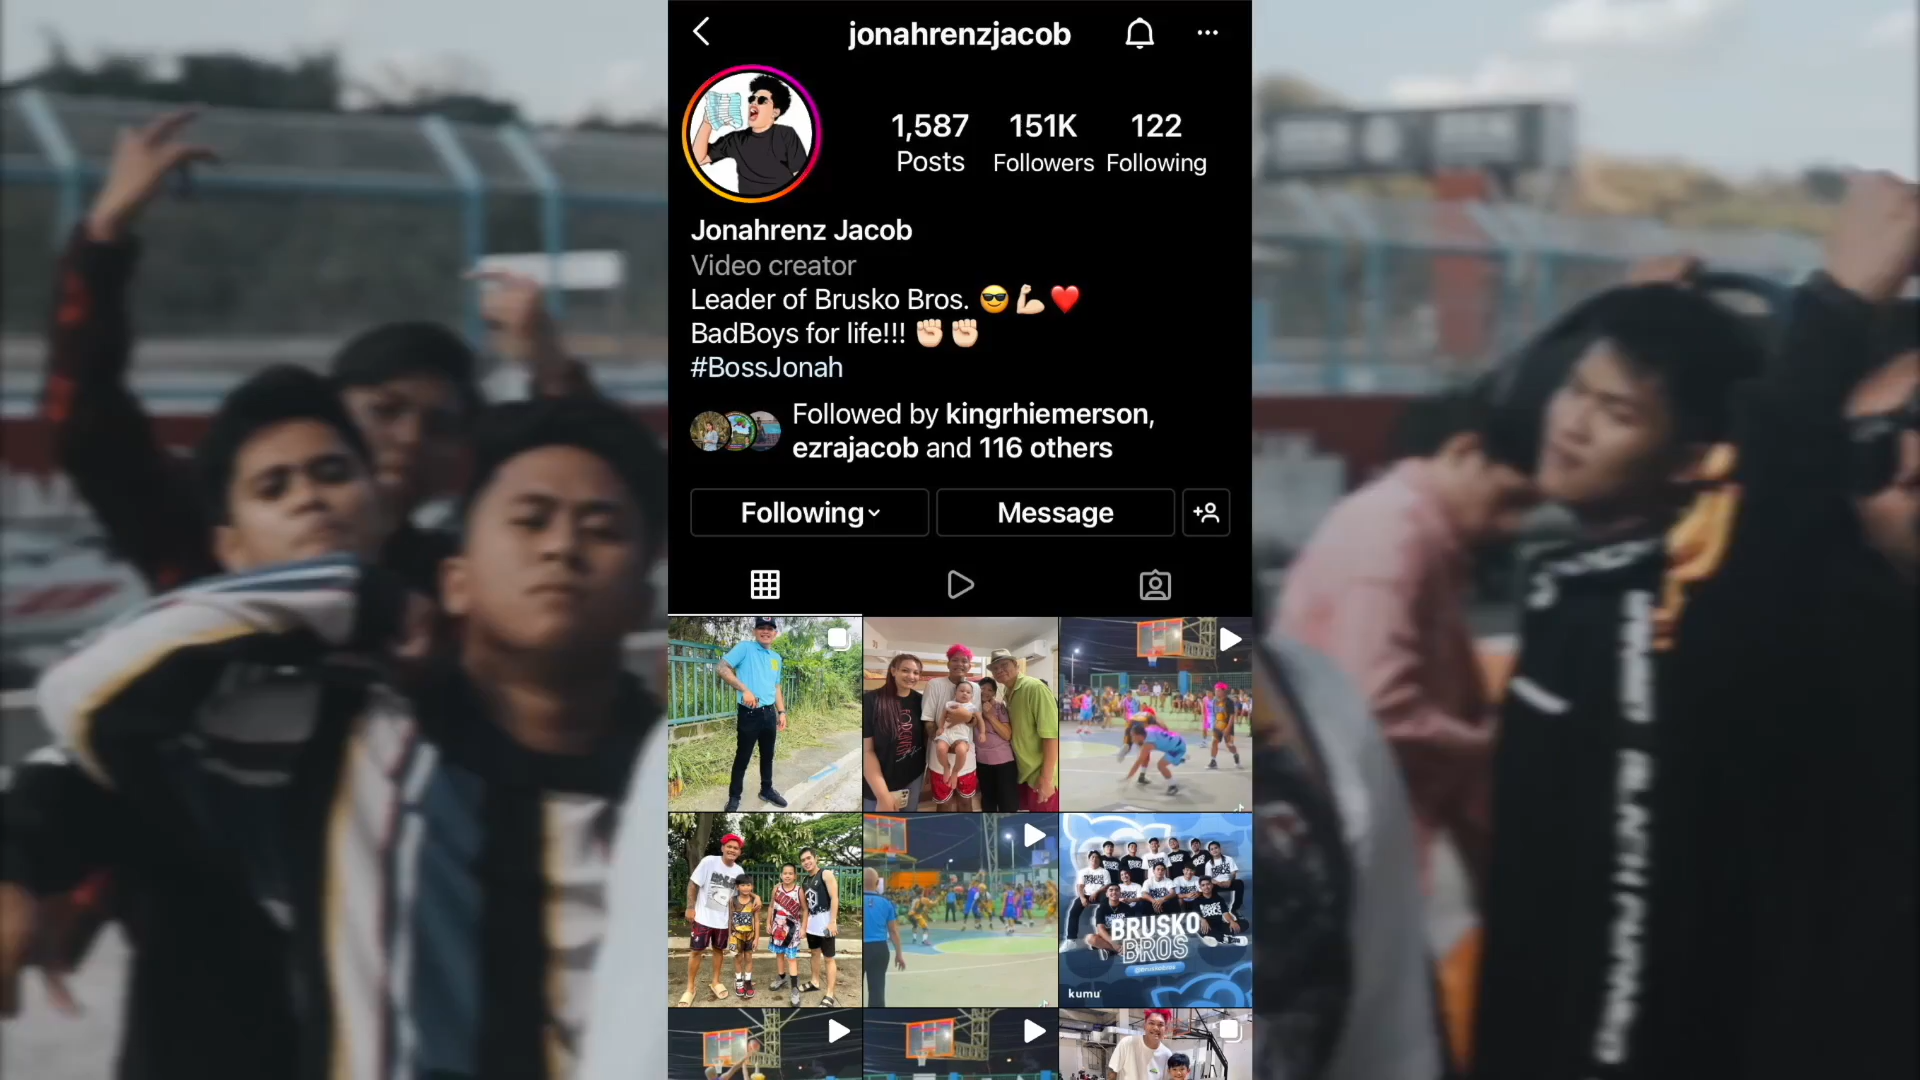 jonahrenzjacob
1,587 151K 122
Posts Followers Following
Jonahrenz Jacob
Video creator
Leader of Brusko Bros. 😎💪🏻❤️
BadBoys for life!!! ✊🏻✊🏻
#BossJonah
Followed by kingrhiemerson,
ezrajacob and 116 others
Following Message
BRUSKO
BROS
@bruskobros
kumu